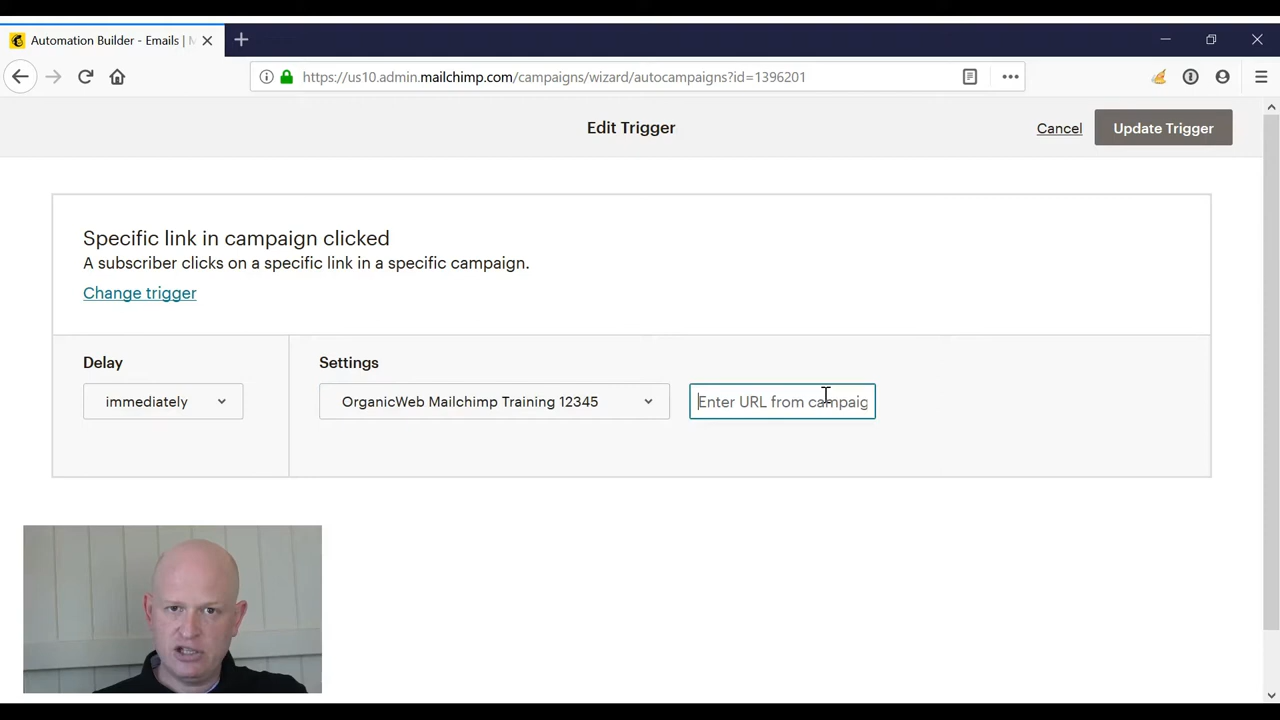 Automation Builder - Emails | M
https://us10.admin.mailchimp.com/campaigns/wizard/autocampaigns?id=1396201
Edit Trigger
Cancel
Update Trigger
Specific link in campaign clicked
A subscriber clicks on a specific link in a specific campaign.
Change trigger
Delay
Settings
immediately
OrganicWeb Mailchimp Training 12345
Enter URL from campaig